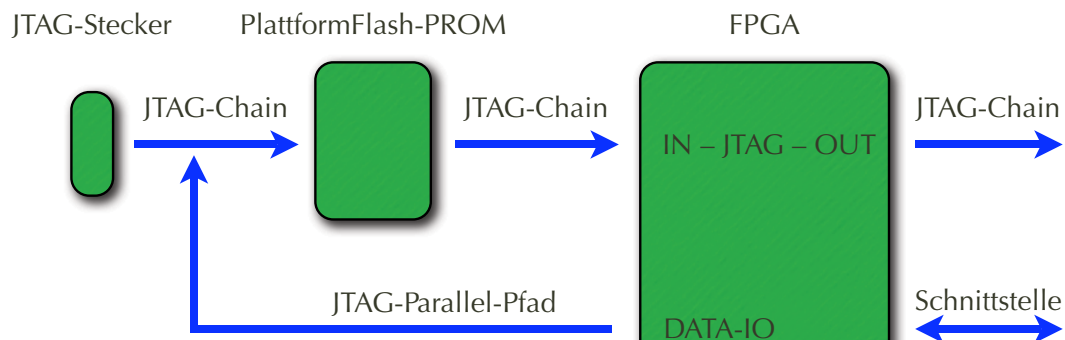 JTAG-Stecker
PlattformFlash-PROM
FPGA
JTAG-Chain
JTAG-Chain
JTAG-Chain
IN – JTAG – OUT
JTAG-Parallel-Pfad
Schnittstelle
DATA-IO